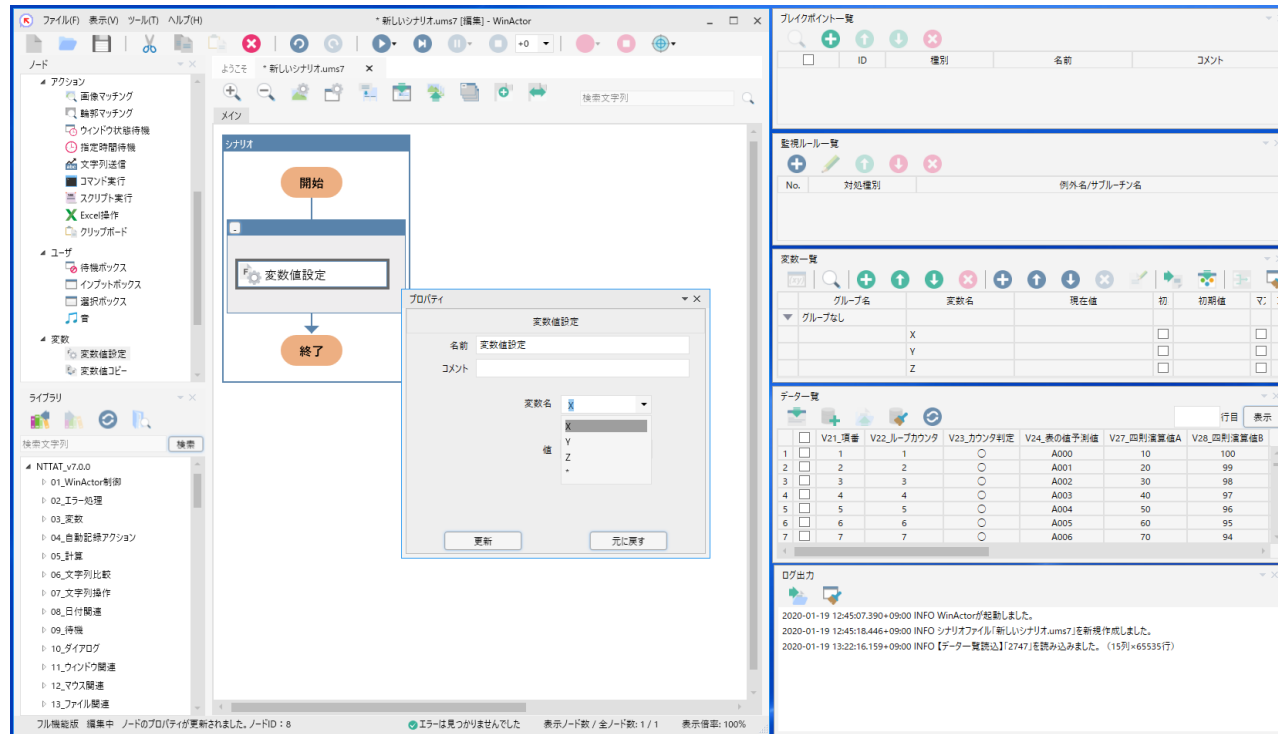 ファイル(F) 表示(V) ツール(T) ヘルプ(H)
* 新しいシナリオ.ums7 [編集] - WinActor
+0
ノード
アクション
画像マッチング
輪郭マッチング
ウィンドウ状態待機
指定時間待機
文字列送信
コマンド実行
スクリプト実行
Excel操作
クリップボード
ユーザ
待機ボックス
インプットボックス
選択ボックス
音
変数
変数値設定
変数値コピー
ライブラリ
検索文字列 検索
NTTAT_v7.0.0
01_WinActor制御
02_エラー処理
03_変数
04_自動記録アクション
05_計算
06_文字列比較
07_文字列操作
08_日付関連
09_待機
10_ダイアログ
11_ウィンドウ関連
12_マウス関連
13_ファイル関連
ようこそ * 新しいシナリオ.ums7
検索文字列
メイン
シナリオ
開始
変数値設定
終了
プロパティ
変数値設定
名前 変数値設定
コメント
変数名 X
X
Y
値
Z
*
更新 元に戻す
フル機能版 編集中 ノードのプロパティが更新されました。ノードID:8 エラーは見つかりませんでした 表示ノード数 / 全ノード数: 1 / 1 表示倍率: 100%
ブレイクポイント一覧
ID 種別 名前 コメント
監視ルール一覧
No. 対処種別 例外名/サブルーチン名
変数一覧
グループ名 変数名 現在値 初 初期値 マ
グループなし
X
Y
Z
データ一覧
行目 表示
V21_項番 V22_ループカウンタ V23_カウンタ判定 V24_表の値予測値 V27_四則演算値A V28_四則演算値B
1 1 1 〇 A000 10 100
2 2 2 〇 A001 20 99
3 3 3 〇 A002 30 98
4 4 4 〇 A003 40 97
5 5 5 〇 A004 50 96
6 6 6 〇 A005 60 95
7 7 7 〇 A006 70 94
ログ出力
2020-01-19 12:45:07.390+09:00 INFO WinActorが起動しました。
2020-01-19 12:45:18.446+09:00 INFO シナリオファイル「新しいシナリオ.ums7」を新規作成しました。
2020-01-19 13:22:16.159+09:00 INFO 【データ一覧読込】「2747」を読み込みました。（15列×65535行）